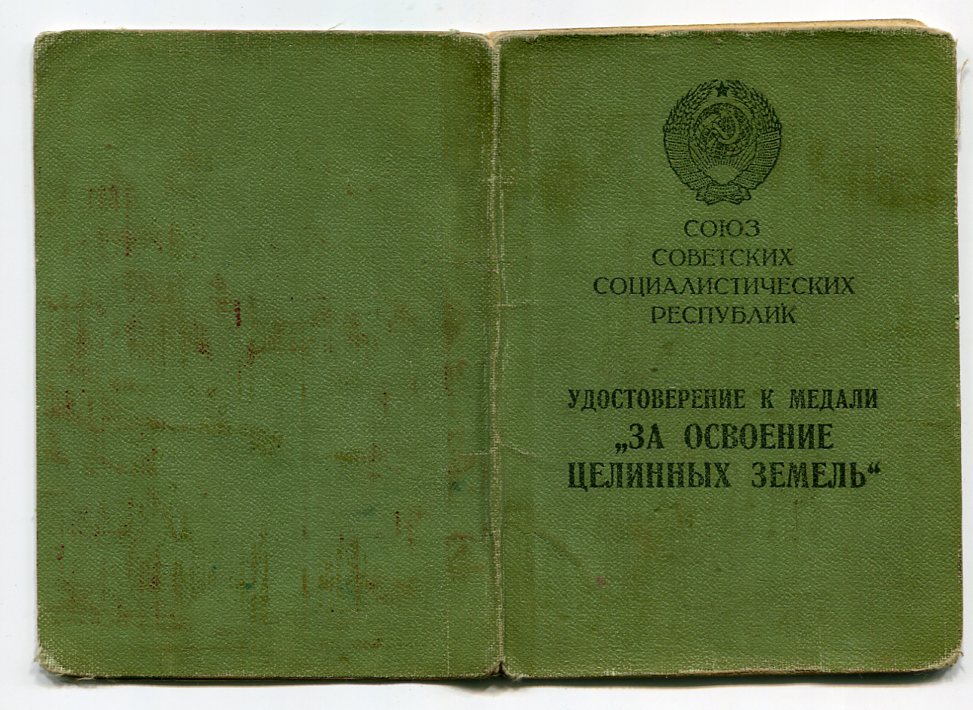 СОЮЗ
СОВЕТСКИХ
СОЦИАЛИСТИЧЕСКИХ
РЕСПУБЛИК
УДОСТОВЕРЕНИЕ К МЕДАЛИ
„ЗА ОСВОЕНИЕ
ЦЕЛИННЫХ ЗЕМЕЛЬ“